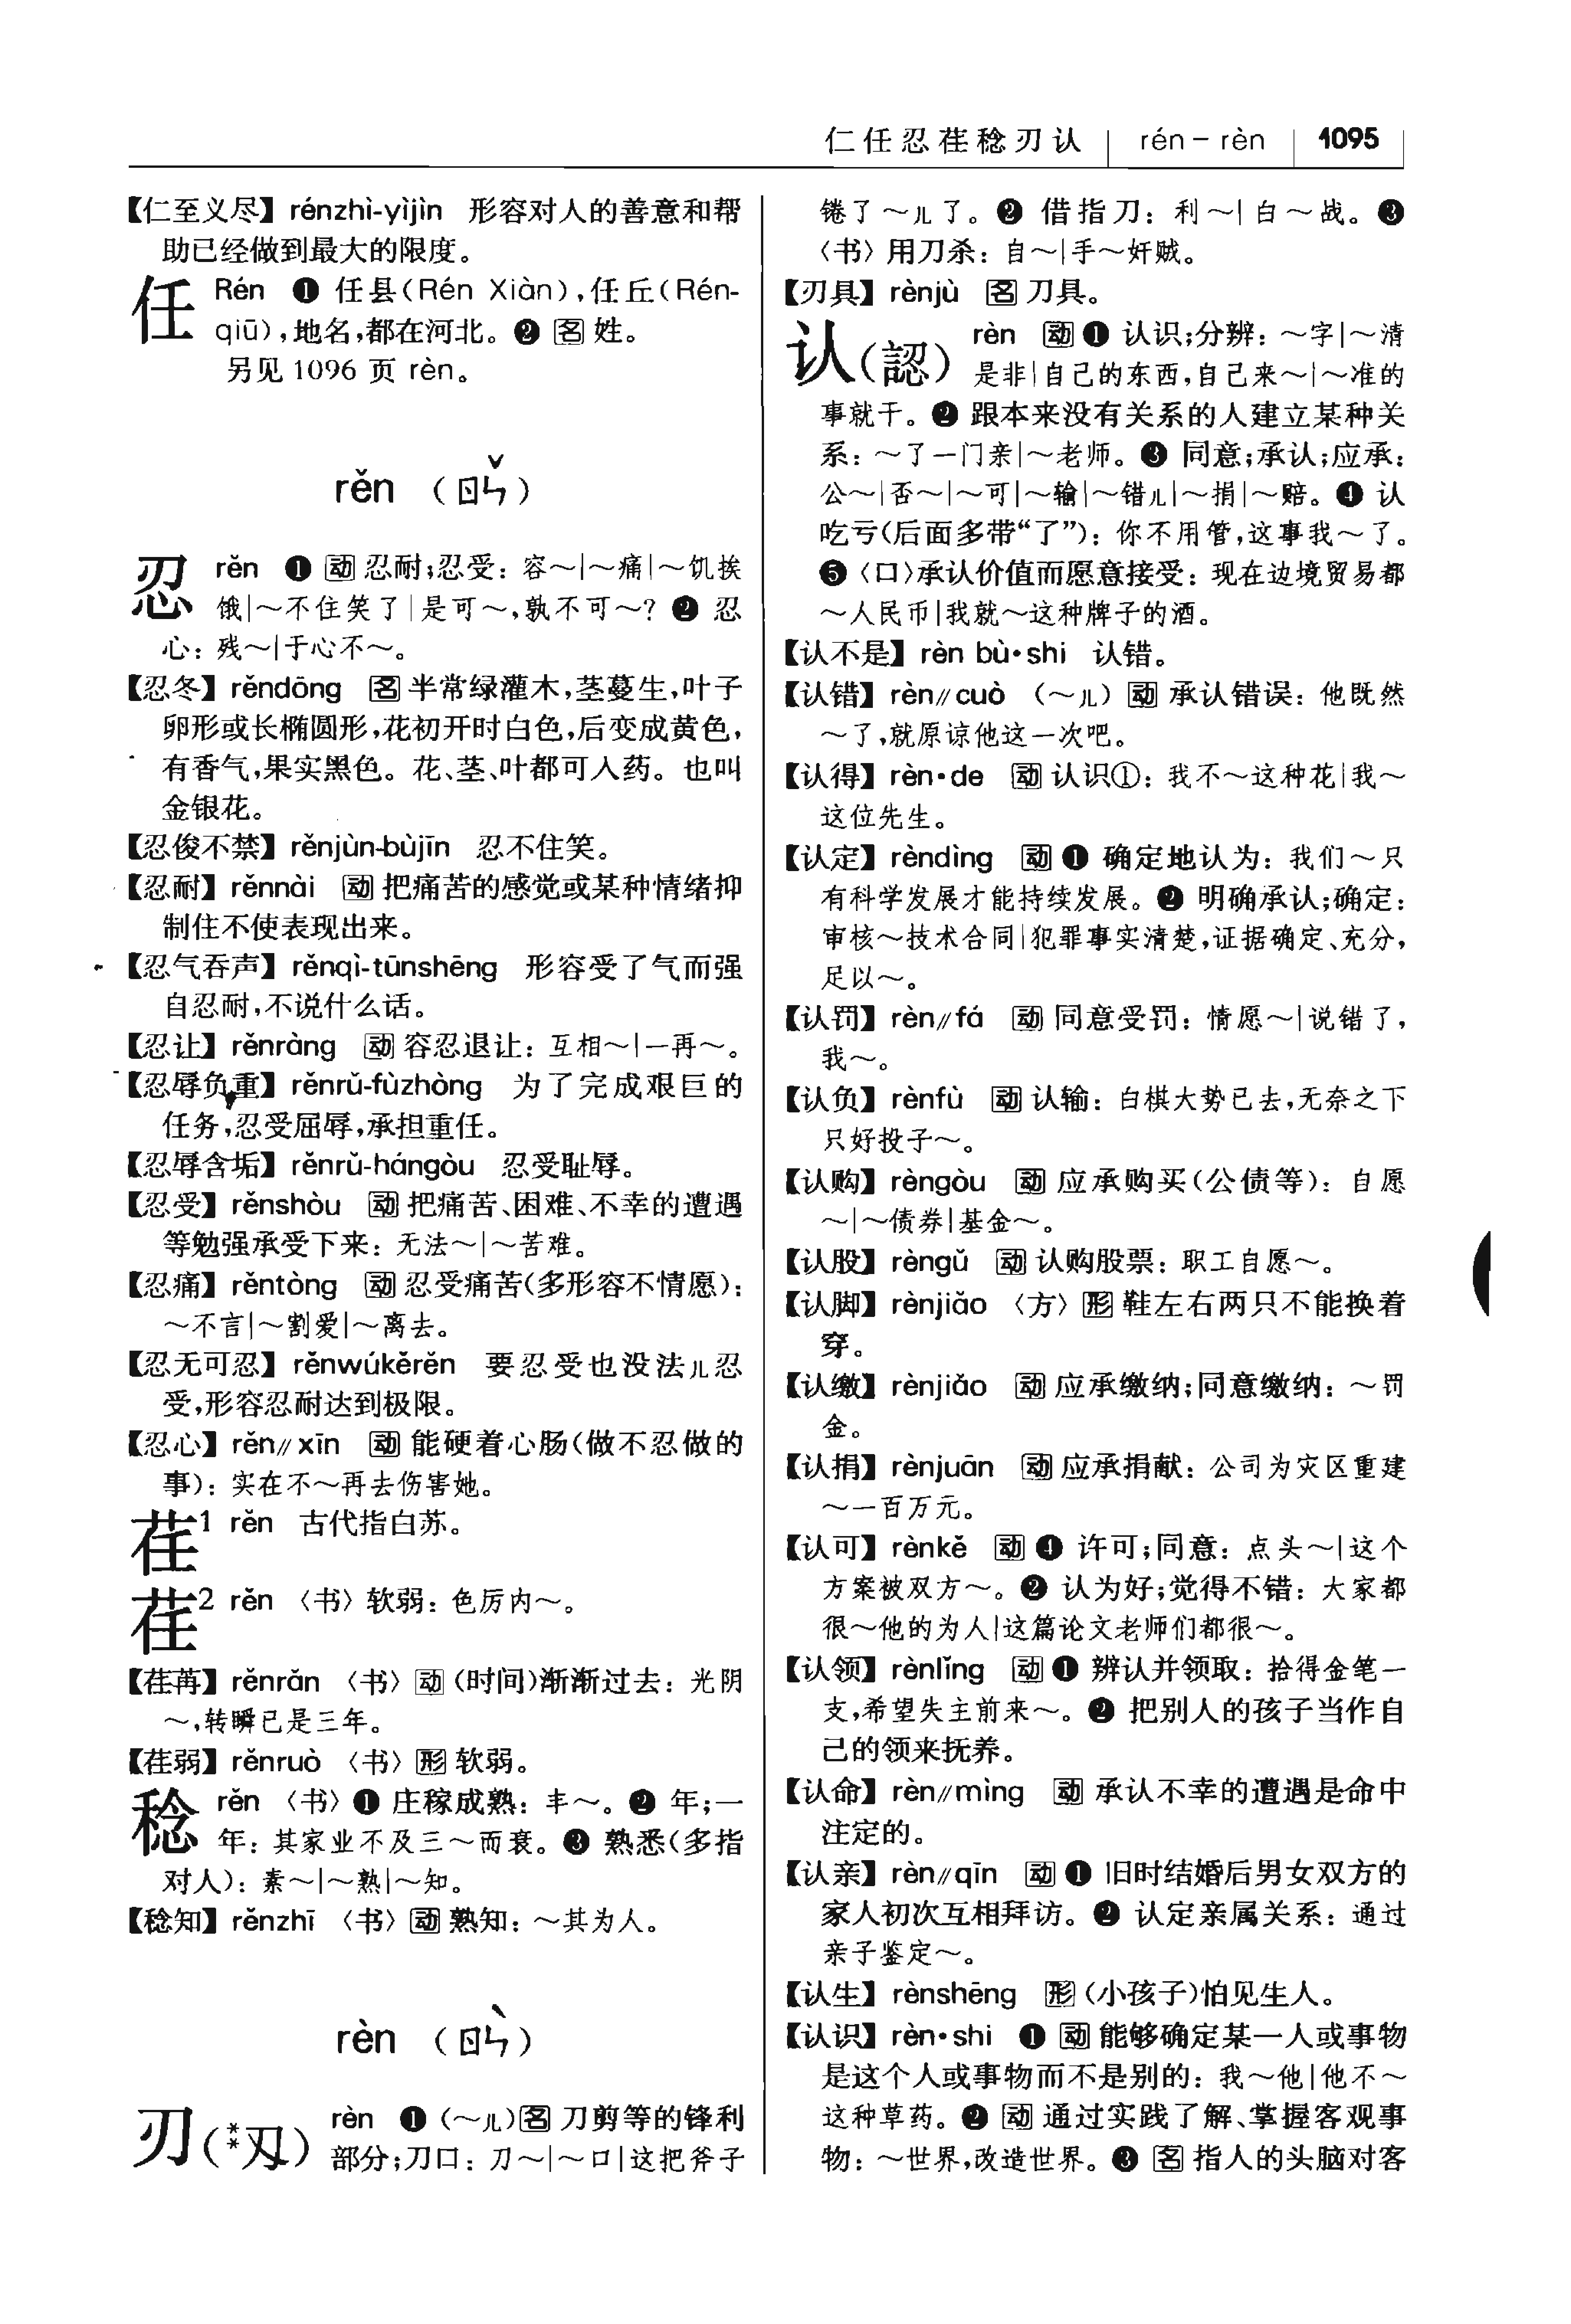 仁任忍荏稔刃认 rén－rèn 1095
【仁至义尽】 rénzhì-yìjìn 形容对人的善意和帮
助已经做到最大的限度。
任 Rén ❶ 任县(Rén Xiàn),任丘(Rén-
qiū),地名,都在河北。❷ 名 姓。
另见 1096 页 rèn。
rěn (ㄖㄣˇ)
忍 rěn ❶ 动 忍耐;忍受：容～|～痛|～饥挨
饿|～不住笑了|是可～,孰不可～？❷ 忍
心：残～|于心不～。
【忍冬】 rěndōng 名 半常绿灌木,茎蔓生,叶子
卵形或长椭圆形,花初开时白色,后变成黄色,
有香气,果实黑色。花、茎、叶都可入药。也叫
金银花。
【忍俊不禁】 rěnjùn-bùjīn 忍不住笑。
【忍耐】 rěnnài 动 把痛苦的感觉或某种情绪抑
制住不使表现出来。
【忍气吞声】 rěnqì-tūnshēng 形容受了气而强
自忍耐,不说什么话。
【忍让】 rěnràng 动 容忍退让：互相～|一再～。
【忍辱负重】 rěnrǔ-fùzhòng 为了完成艰巨的
任务,忍受屈辱,承担重任。
【忍辱含垢】 rěnrǔ-hángòu 忍受耻辱。
【忍受】 rěnshòu 动 把痛苦、困难、不幸的遭遇
等勉强承受下来：无法～|～苦难。
【忍痛】 rěntòng 动 忍受痛苦(多形容不情愿)：
～不言|～割爱|～离去。
【忍无可忍】 rěnwúkěrěn 要忍受也没法儿忍
受,形容忍耐达到极限。
【忍心】 rěn∥xīn 动 能硬着心肠(做不忍做的
事)：实在不～再去伤害她。
荏1 rěn 古代指白苏。
荏2 rěn 〈书〉软弱：色厉内～。
【荏苒】 rěnrǎn 〈书〉动 (时间)渐渐过去：光阴
～,转瞬已是三年。
【荏弱】 rěnruò 〈书〉形 软弱。
稔 rěn 〈书〉❶ 庄稼成熟：丰～。❷ 年;一
年：其家业不及三～而衰。❸ 熟悉(多指
对人)：素～|～熟|～知。
【稔知】 rěnzhī 〈书〉动 熟知：～其为人。
rèn (ㄖㄣˋ)
刃(**刄) rèn ❶ (～儿)名 刀剪等的锋利
部分;刀口：刀～|～口|这把斧子
锩了～儿了。❷ 借指刀：利～|白～战。❸
〈书〉用刀杀：自～|手～奸贼。
【刃具】 rènjù 名 刀具。
认(認) rèn 动 ❶ 认识;分辨：～字|～清
是非|自己的东西,自己来～|～准的
事就干。❷ 跟本来没有关系的人建立某种关
系：～了一门亲|～老师。❸ 同意;承认;应承：
公～|否～|～可|～输|～错儿|～捐|～赔。❹ 认
吃亏(后面多带“了”)：你不用管,这事我～了。
❺〈口〉承认价值而愿意接受：现在边境贸易都
～人民币|我就～这种牌子的酒。
【认不是】 rèn bù·shi 认错。
【认错】 rèn∥cuò (～儿) 动 承认错误：他既然
～了,就原谅他这一次吧。
【认得】 rèn·de 动 认识①：我不～这种花|我～
这位先生。
【认定】 rèndìng 动 ❶ 确定地认为：我们～只
有科学发展才能持续发展。❷ 明确承认;确定：
审核～技术合同|犯罪事实清楚,证据确定、充分,
足以～。
【认罚】 rèn∥fá 动 同意受罚：情愿～|说错了,
我～。
【认负】 rènfù 动 认输：白棋大势已去,无奈之下
只好投子～。
【认购】 rèngòu 动 应承购买(公债等)：自愿
～|～债券|基金～。
【认股】 rèngǔ 动 认购股票：职工自愿～。
【认脚】 rènjiǎo 〈方〉形 鞋左右两只不能换着
穿。
【认缴】 rènjiǎo 动 应承缴纳;同意缴纳：～罚
金。
【认捐】 rènjuān 动 应承捐献：公司为灾区重建
～一百万元。
【认可】 rènkě 动 ❶ 许可;同意：点头～|这个
方案被双方～。❷ 认为好;觉得不错：大家都
很～他的为人|这篇论文老师们都很～。
【认领】 rènlǐng 动 ❶ 辨认并领取：拾得金笔一
支,希望失主前来～。❷ 把别人的孩子当作自
己的领来抚养。
【认命】 rèn∥mìng 动 承认不幸的遭遇是命中
注定的。
【认亲】 rèn∥qīn 动 ❶ 旧时结婚后男女双方的
家人初次互相拜访。❷ 认定亲属关系：通过
亲子鉴定～。
【认生】 rènshēng 形 (小孩子)怕见生人。
【认识】 rèn·shi ❶ 动 能够确定某一人或事物
是这个人或事物而不是别的：我～他|他不～
这种草药。❷ 动 通过实践了解、掌握客观事
物：～世界,改造世界。❸ 名 指人的头脑对客